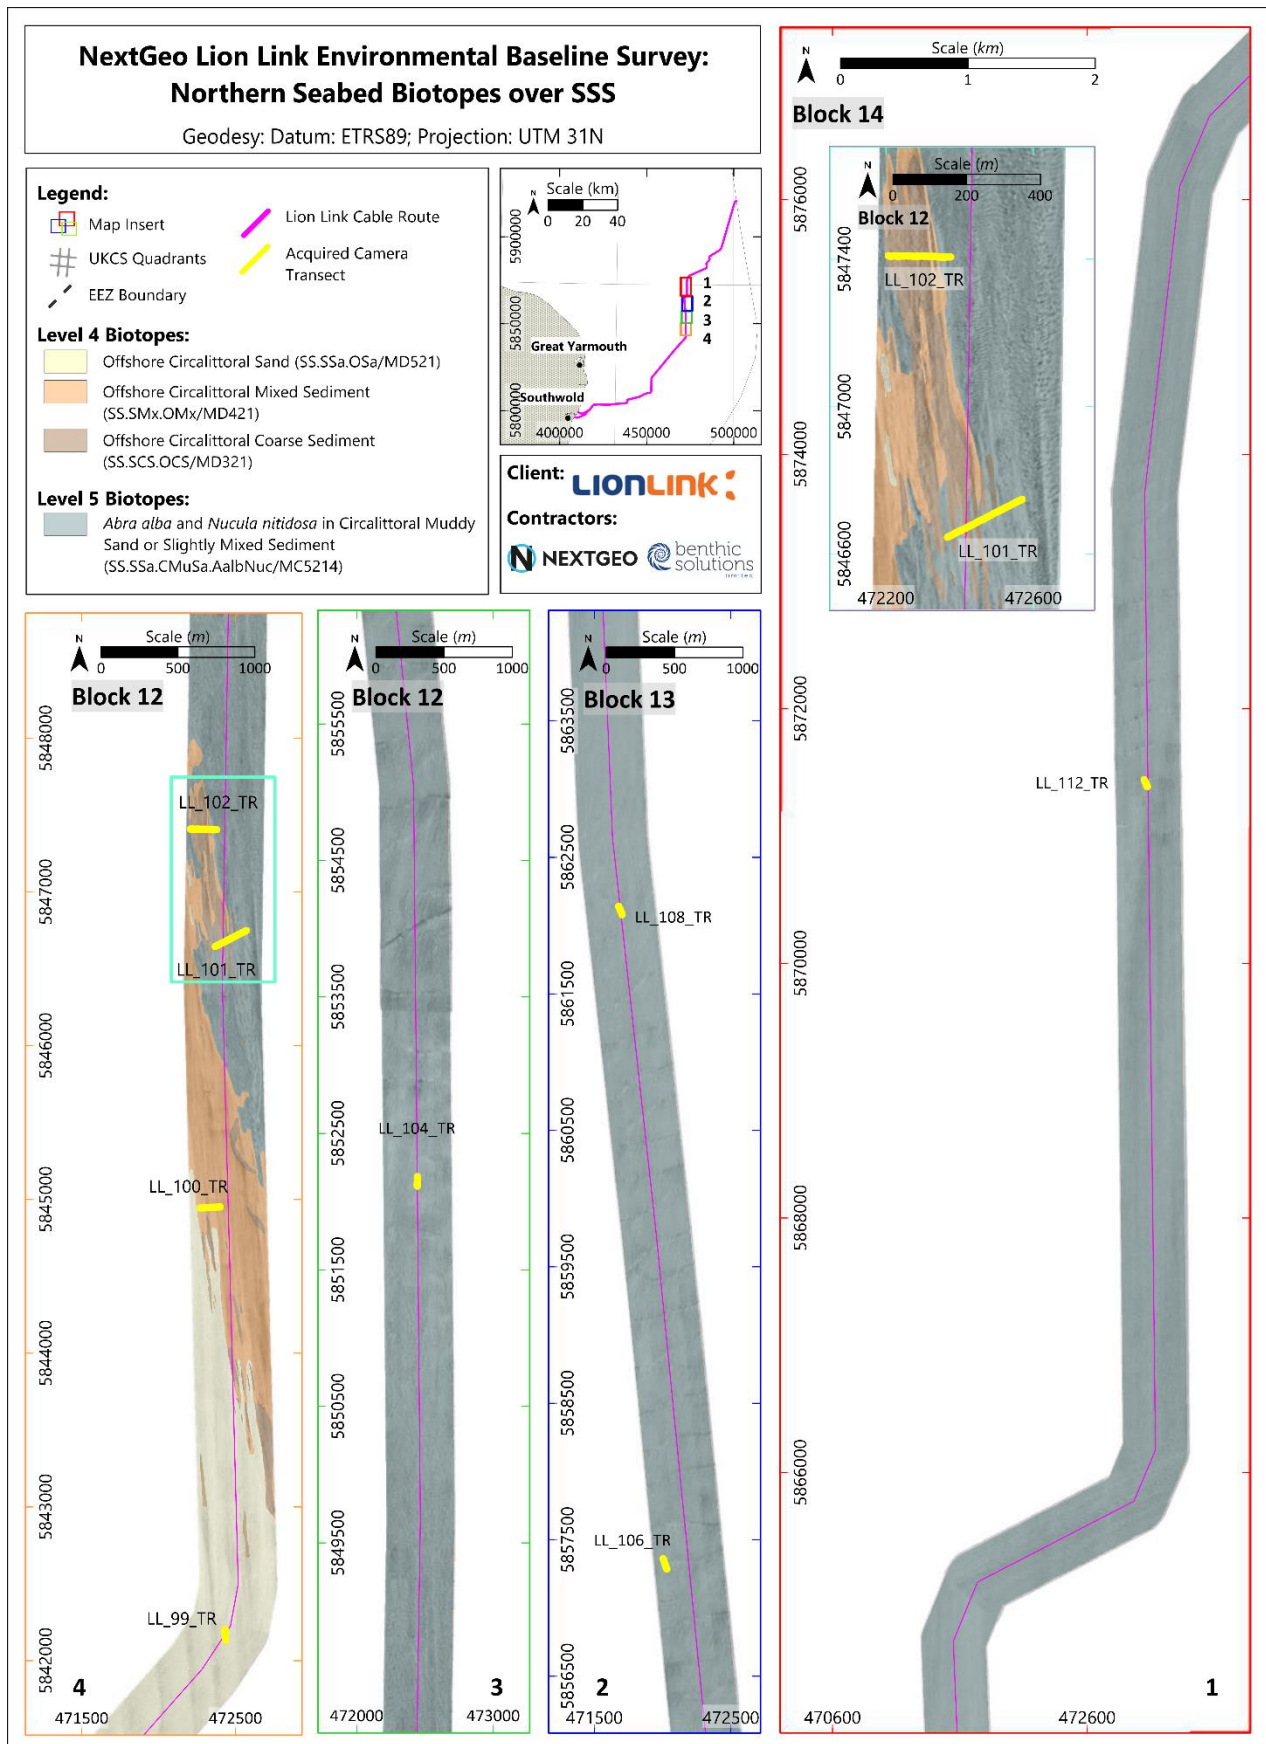 NextGeo Lion Link Environmental Baseline Survey:
Northern Seabed Biotopes over SSS
Geodesy: Datum: ETRS89; Projection: UTM 31N
Legend:
Map Insert
UKCS Quadrants
EEZ Boundary
Lion Link Cable Route
Acquired Camera
Transect
Level 4 Biotopes:
Offshore Circalittoral Sand (SS.SSa.OSa/MD521)
Offshore Circalittoral Mixed Sediment
(SS.SMx.OMx/MD421)
Offshore Circalittoral Coarse Sediment
(SS.SCS.OCS/MD321)
Level 5 Biotopes:
Abra alba and Nucula nitidosa in Circalittoral Muddy
Sand or Slightly Mixed Sediment
(SS.SSa.CMuSa.AalbNuc/MC5214)
N
Scale (km)
0 20 40
5900000
5850000
5800000
1
2
3
4
Great Yarmouth
Southwold
400000 450000 500000
Client: LIONLINK
Contractors:
N NEXTGEO
benthic
solutions
limited
N
Scale (m)
0 500 1000
Block 12
5848000
5847000
5846000
5845000
5844000
5843000
5842000
LL_102_TR
LL_101_TR
LL_100_TR
LL_99_TR
4
471500 472500
N
Scale (m)
0 500 1000
Block 12
5855500
5854500
5853500
5852500
5851500
5850500
5849500
LL_104_TR
3
472000 473000
N
Scale (m)
0 500 1000
Block 13
5863500
5862500
5861500
5860500
5859500
5858500
5857500
5856500
LL_108_TR
LL_106_TR
2
471500 472500
N
Scale (km)
0 1 2
Block 14
5876000
5874000
5872000
5870000
5868000
5866000
N
Scale (m)
0 200 400
Block 12
5847400
5847000
5846600
LL_102_TR
LL_101_TR
472200 472600
LL_112_TR
1
470600 472600